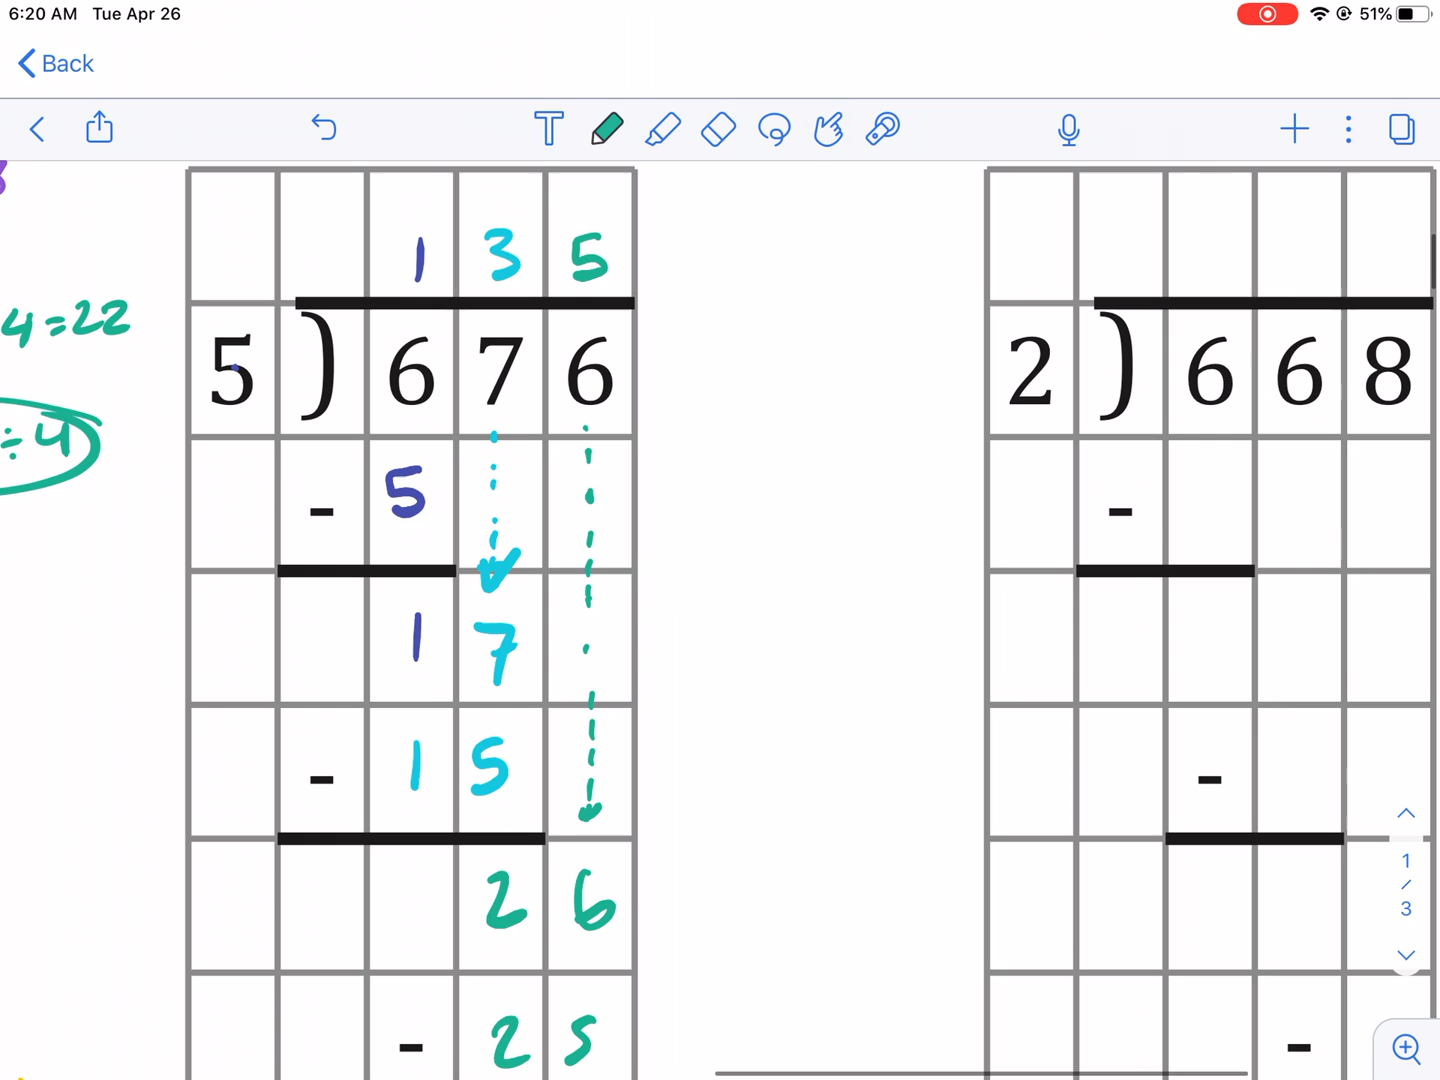 6:20 AM Tue Apr 26
51%
Back
T
1 3 5
4=22
5 ) 6 7 6
2 ) 6 6 8
÷4
- 5
-
1 7
- 1 5
-
1
/
3
2 6
- 2 5
-